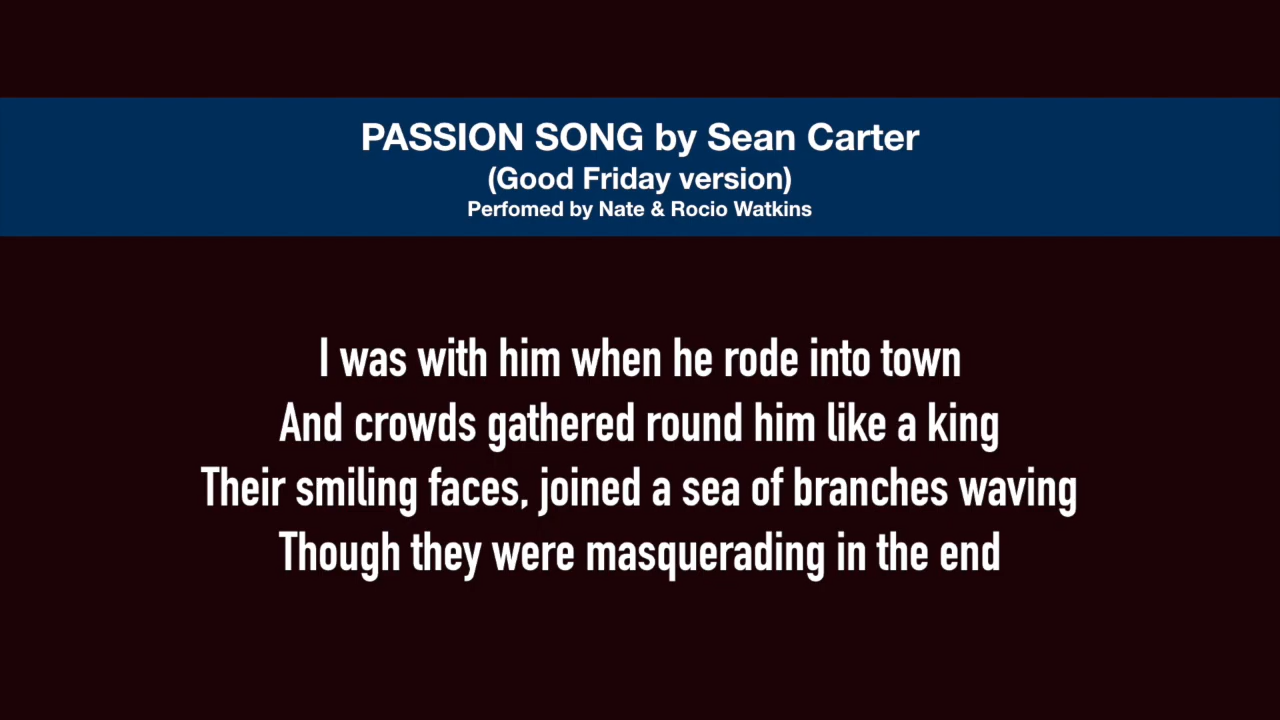 PASSION SONG by Sean Carter
(Good Friday version)
Perfomed by Nate & Rocio Watkins
I was with him when he rode into town
And crowds gathered round him like a king
Their smiling faces, joined a sea of branches waving
Though they were masquerading in the end